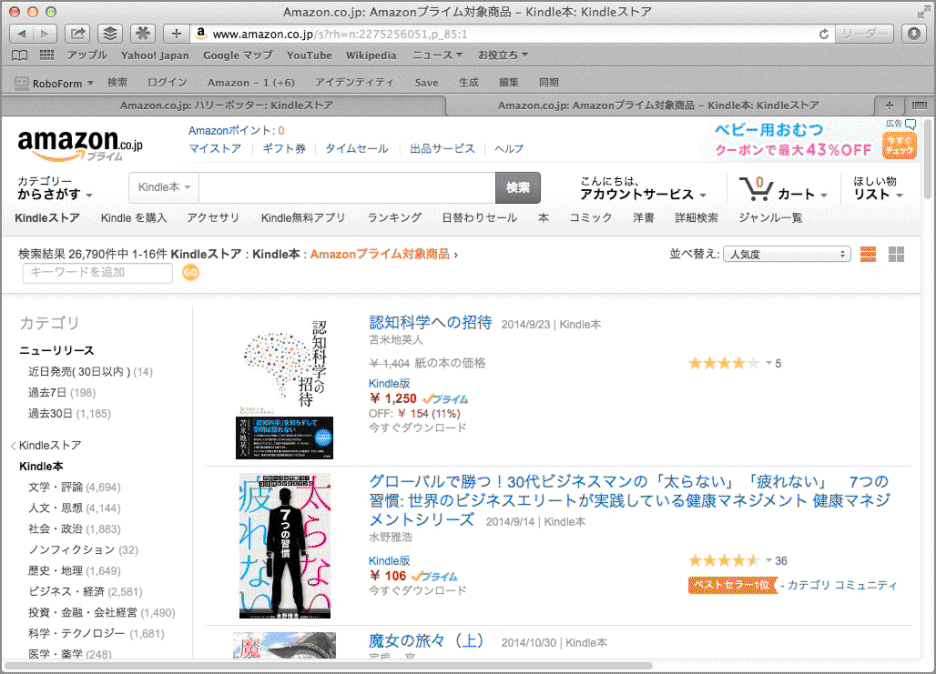 Amazon.co.jp: Amazonプライム対象商品 – Kindle本: Kindleストア
www.amazon.co.jp/s?rh=n:2275256051,p_85:1
リーダー
アップル Yahoo! Japan Google マップ YouTube Wikipedia ニュース▼ お役立ち▼
RoboForm ▼ 検索 ログイン Amazon – 1 (+6) アイデンティティ Save 生成 編集 同期
Amazon.co.jp: ハリーポッター: Kindleストア
Amazon.co.jp: Amazonプライム対象商品 – Kindle本: Kindleストア
amazon.co.jp
プライム
Amazonポイント: 0
マイストア ギフト券 タイムセール 出品サービス ヘルプ
広告
ベビー用おむつ
クーポンで最大43%OFF
今すぐ
チェック
カテゴリー
からさがす
Kindle本
検索
こんにちは、
アカウントサービス
0
カート
ほしい物
リスト
Kindleストア Kindle を購入 アクセサリ Kindle無料アプリ ランキング 日替わりセール 本 コミック 洋書 詳細検索 ジャンル一覧
検索結果 26,790件中 1-16件 Kindleストア : Kindle本 : Amazonプライム対象商品 ›
並べ替え: 人気度
キーワードを追加 GO
カテゴリ
ニューリリース
近日発売( 30日以内 ) (14)
過去7日 (198)
過去30日 (1,185)
‹ Kindleストア
Kindle本
文学・評論 (4,694)
人文・思想 (4,144)
社会・政治 (1,883)
ノンフィクション (32)
歴史・地理 (1,649)
ビジネス・経済 (2,581)
投資・金融・会社経営 (1,490)
科学・テクノロジー (1,681)
医学・薬学 (248)
認知科学への招待
苫米地英人
認知科学への招待 2014/9/23 | Kindle本
苫米地英人
¥ 1,404 紙の本の価格
Kindle版
¥ 1,250 プライム
OFF: ¥ 154 (11%)
今すぐダウンロード
5
太らない
疲れない
7つの習慣
水野雅浩
グローバルで勝つ！30代ビジネスマンの「太らない」「疲れない」 7つの
習慣: 世界のビジネスエリートが実践している健康マネジメント 健康マネジ
メントシリーズ 2014/9/14 | Kindle本
水野雅浩
Kindle版
¥ 106 プライム
今すぐダウンロード
36
ベストセラー1位 - カテゴリ コミュニティ
魔
魔女の旅々（上） 2014/10/30 | Kindle本